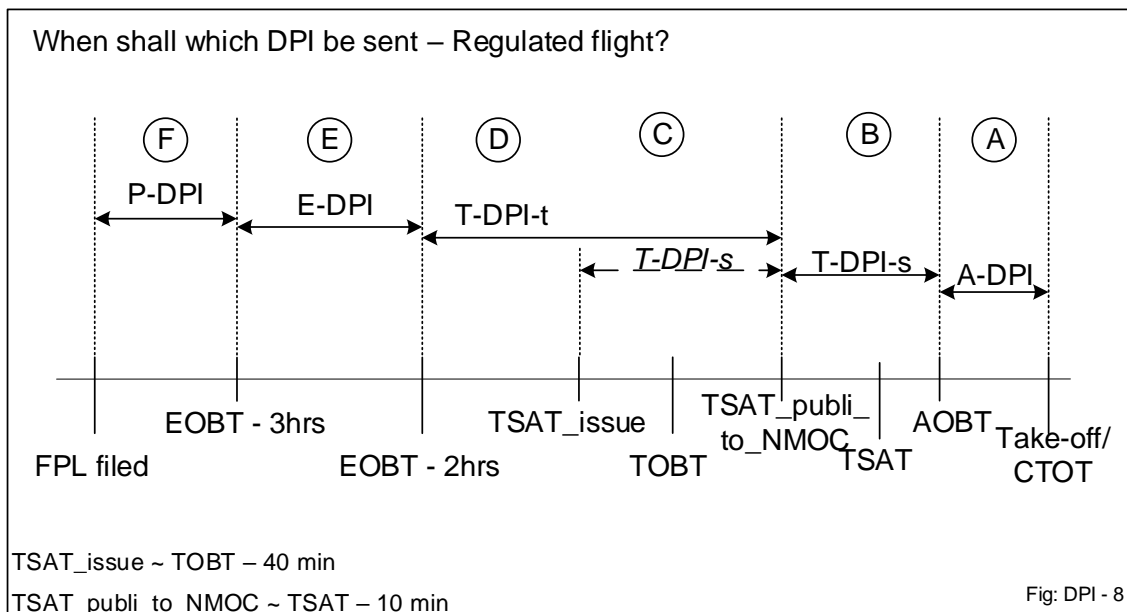 When shall which DPI be sent – Regulated flight?
F E D C B A
P-DPI
E-DPI
T-DPI-t
T-DPI-s
T-DPI-s
A-DPI
FPL filed
EOBT - 3hrs
EOBT - 2hrs
TSAT_issue
TOBT
TSAT_publi_
to_NMOC
TSAT
AOBT
Take-off/
CTOT
TSAT_issue ~ TOBT – 40 min
TSAT_publi_to_NMOC ~ TSAT – 10 min
Fig: DPI - 8